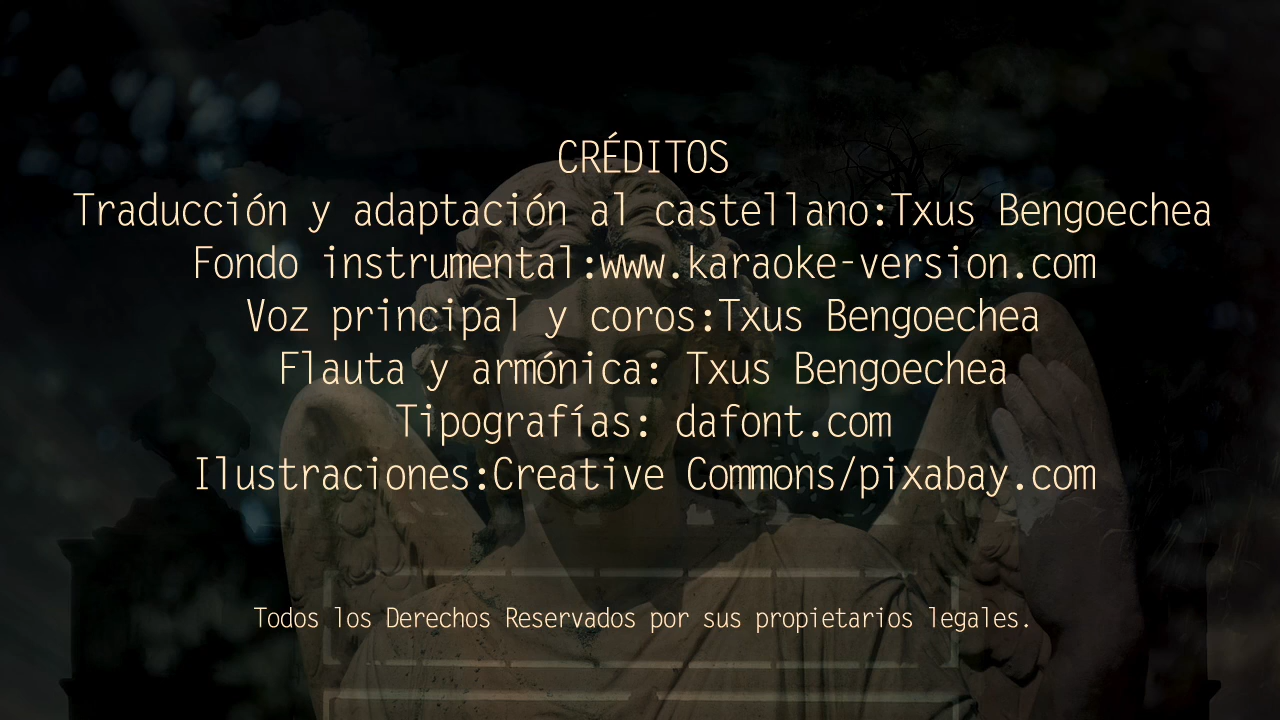 CRÉDITOS
Traducción y adaptación al castellano:Txus Bengoechea
Fondo instrumental:www.karaoke-version.com
Voz principal y coros:Txus Bengoechea
Flauta y armónica: Txus Bengoechea
Tipografías: dafont.com
Ilustraciones:Creative Commons/pixabay.com
Todos los Derechos Reservados por sus propietarios legales.